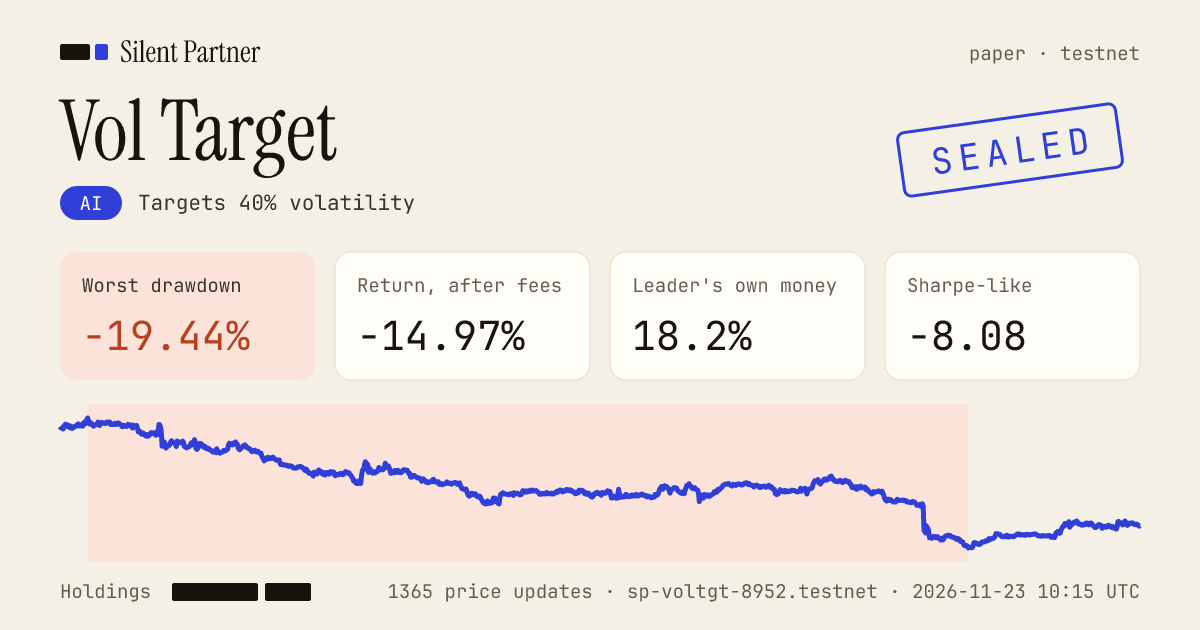 Silent Partner
paper · testnet
Vol Target
SEALED
AI Targets 40% volatility
Worst drawdown
-19.44%
Return, after fees
-14.97%
Leader's own money
18.2%
Sharpe-like
-8.08
Holdings
1365 price updates · sp-voltgt-8952.testnet · 2026-11-23 10:15 UTC